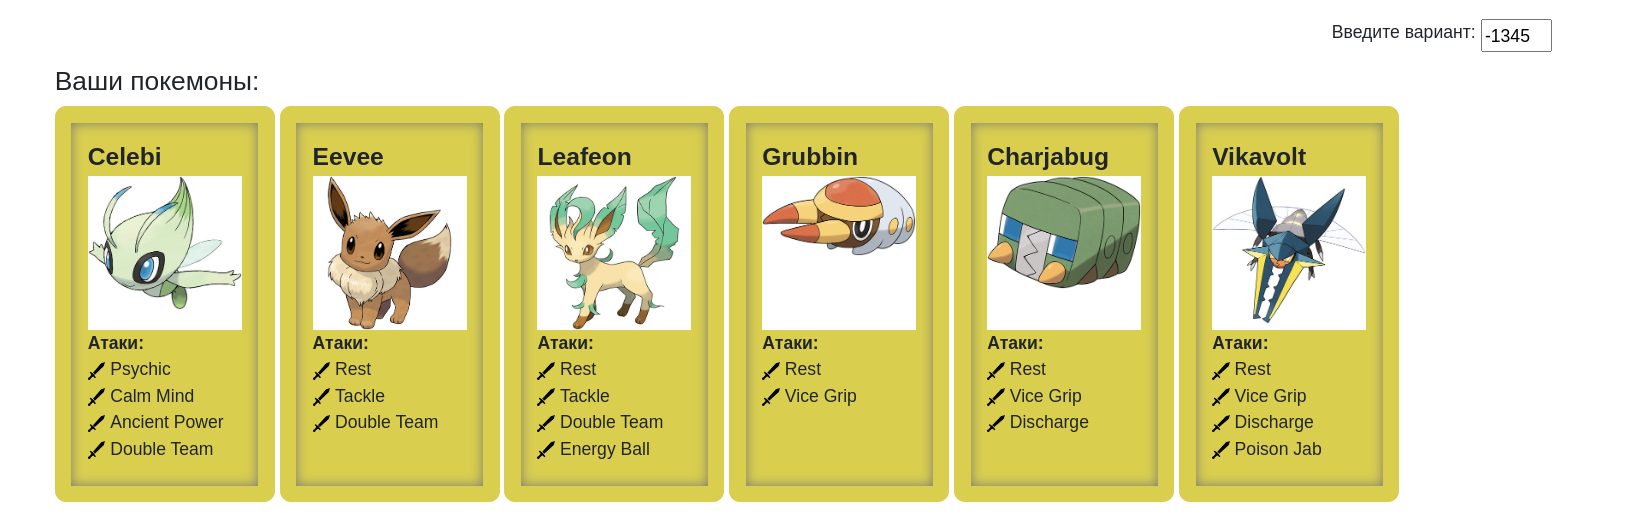 Введите вариант: -1345
Ваши покемоны:
Celebi
Атаки:
Psychic
Calm Mind
Ancient Power
Double Team
Eevee
Атаки:
Rest
Tackle
Double Team
Leafeon
Атаки:
Rest
Tackle
Double Team
Energy Ball
Grubbin
Атаки:
Rest
Vice Grip
Charjabug
Атаки:
Rest
Vice Grip
Discharge
Vikavolt
Атаки:
Rest
Vice Grip
Discharge
Poison Jab